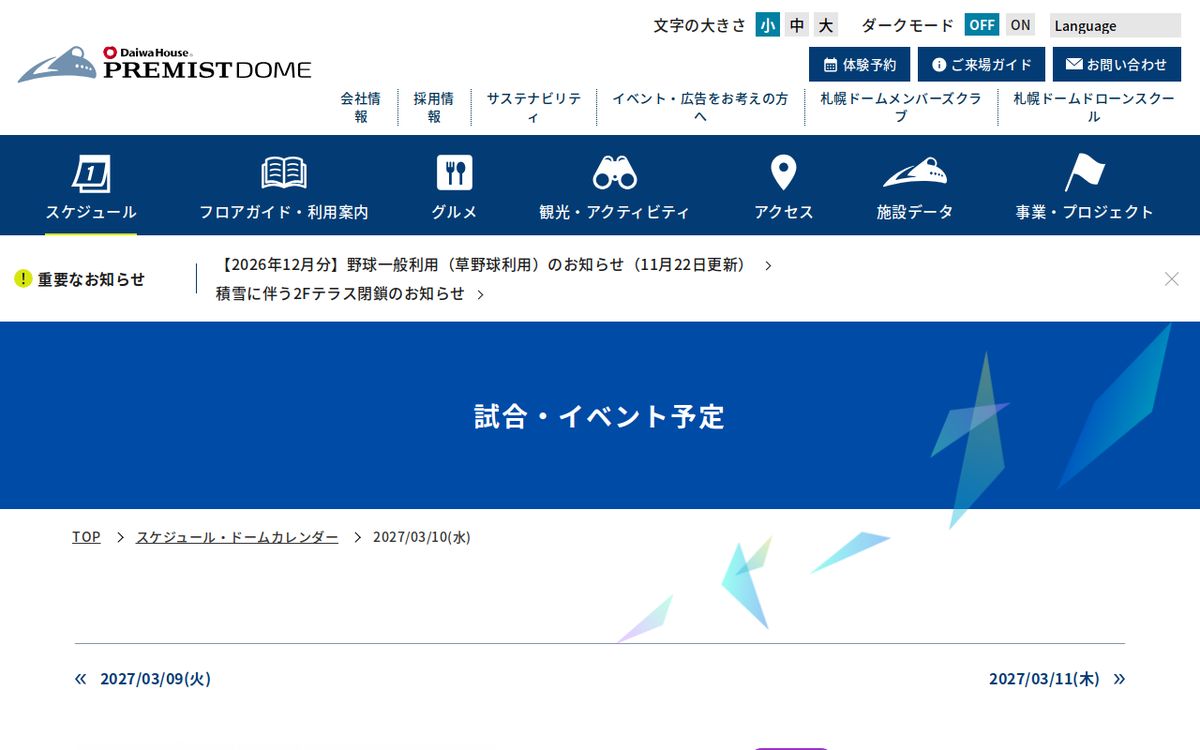 文字の大きさ 小 中 大 ダークモード OFF ON Language
Daiwa House®
PREMIST DOME
体験予約 ご来場ガイド お問い合わせ
会社情報
採用情報
サステナビリティ
イベント・広告をお考えの方へ
札幌ドームメンバーズクラブ
札幌ドームドローンスクール
1
スケジュール フロアガイド・利用案内 グルメ 観光・アクティビティ アクセス 施設データ 事業・プロジェクト
! 重要なお知らせ
【2026年12月分】野球一般利用（草野球利用）のお知らせ（11月22日更新）
積雪に伴う2Fテラス閉鎖のお知らせ
試合・イベント予定
TOP スケジュール・ドームカレンダー 2027/03/10(水)
2027/03/09(火) 2027/03/11(木)